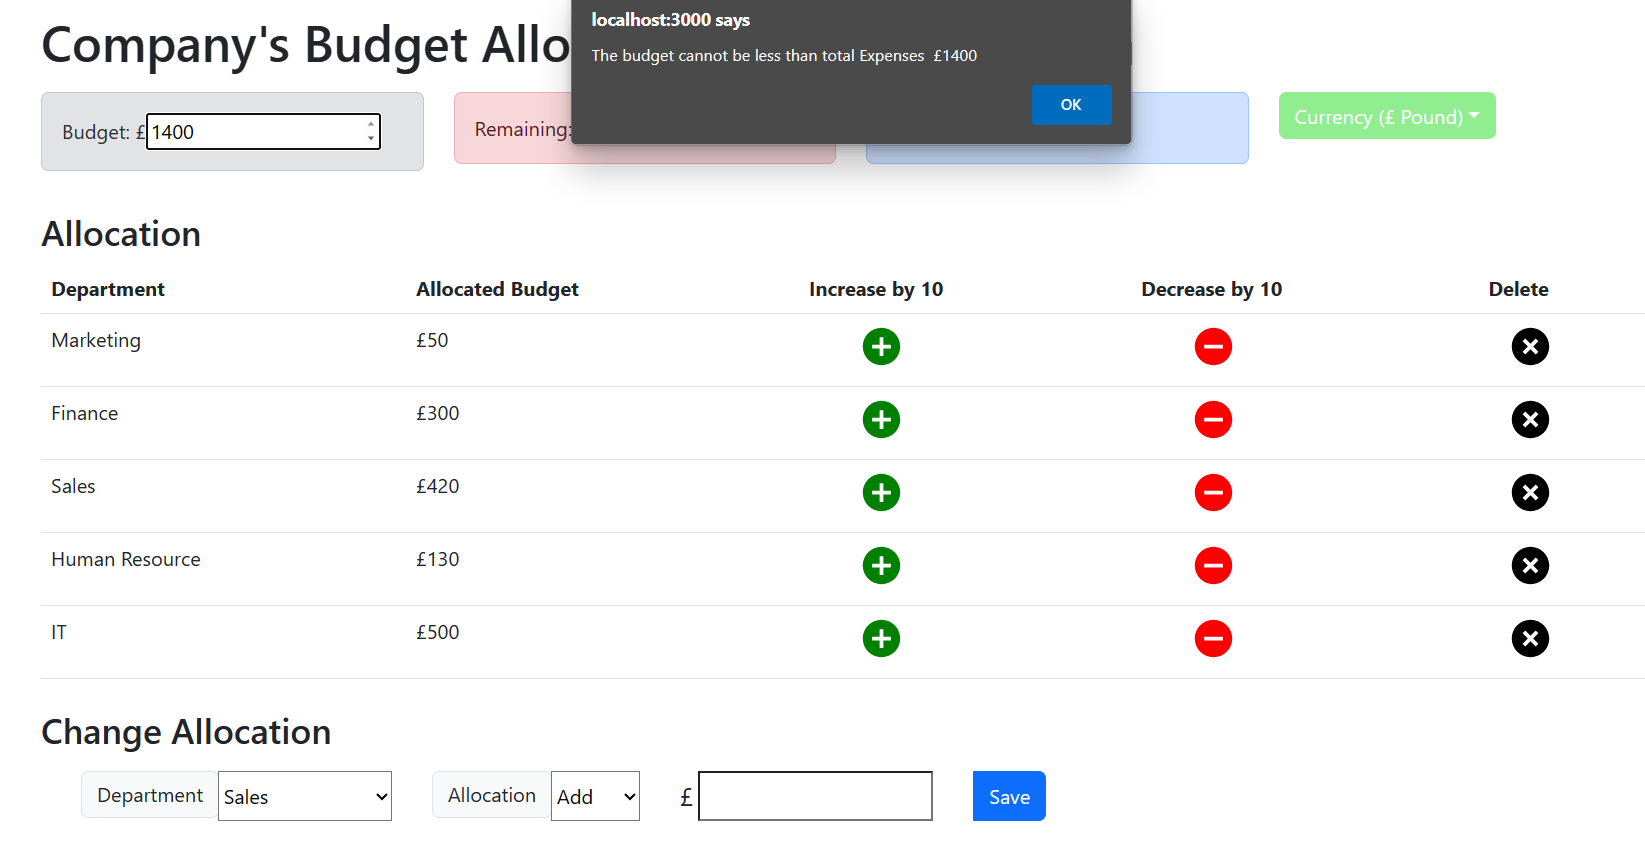 localhost:3000 says
The budget cannot be less than total Expenses £1400
OK
Company's Budget Allo
Budget: £1400
Remaining:
Currency (£ Pound)
Allocation
Department Allocated Budget Increase by 10 Decrease by 10 Delete
Marketing £50
Finance £300
Sales £420
Human Resource £130
IT £500
Change Allocation
Department Sales Allocation Add £ Save